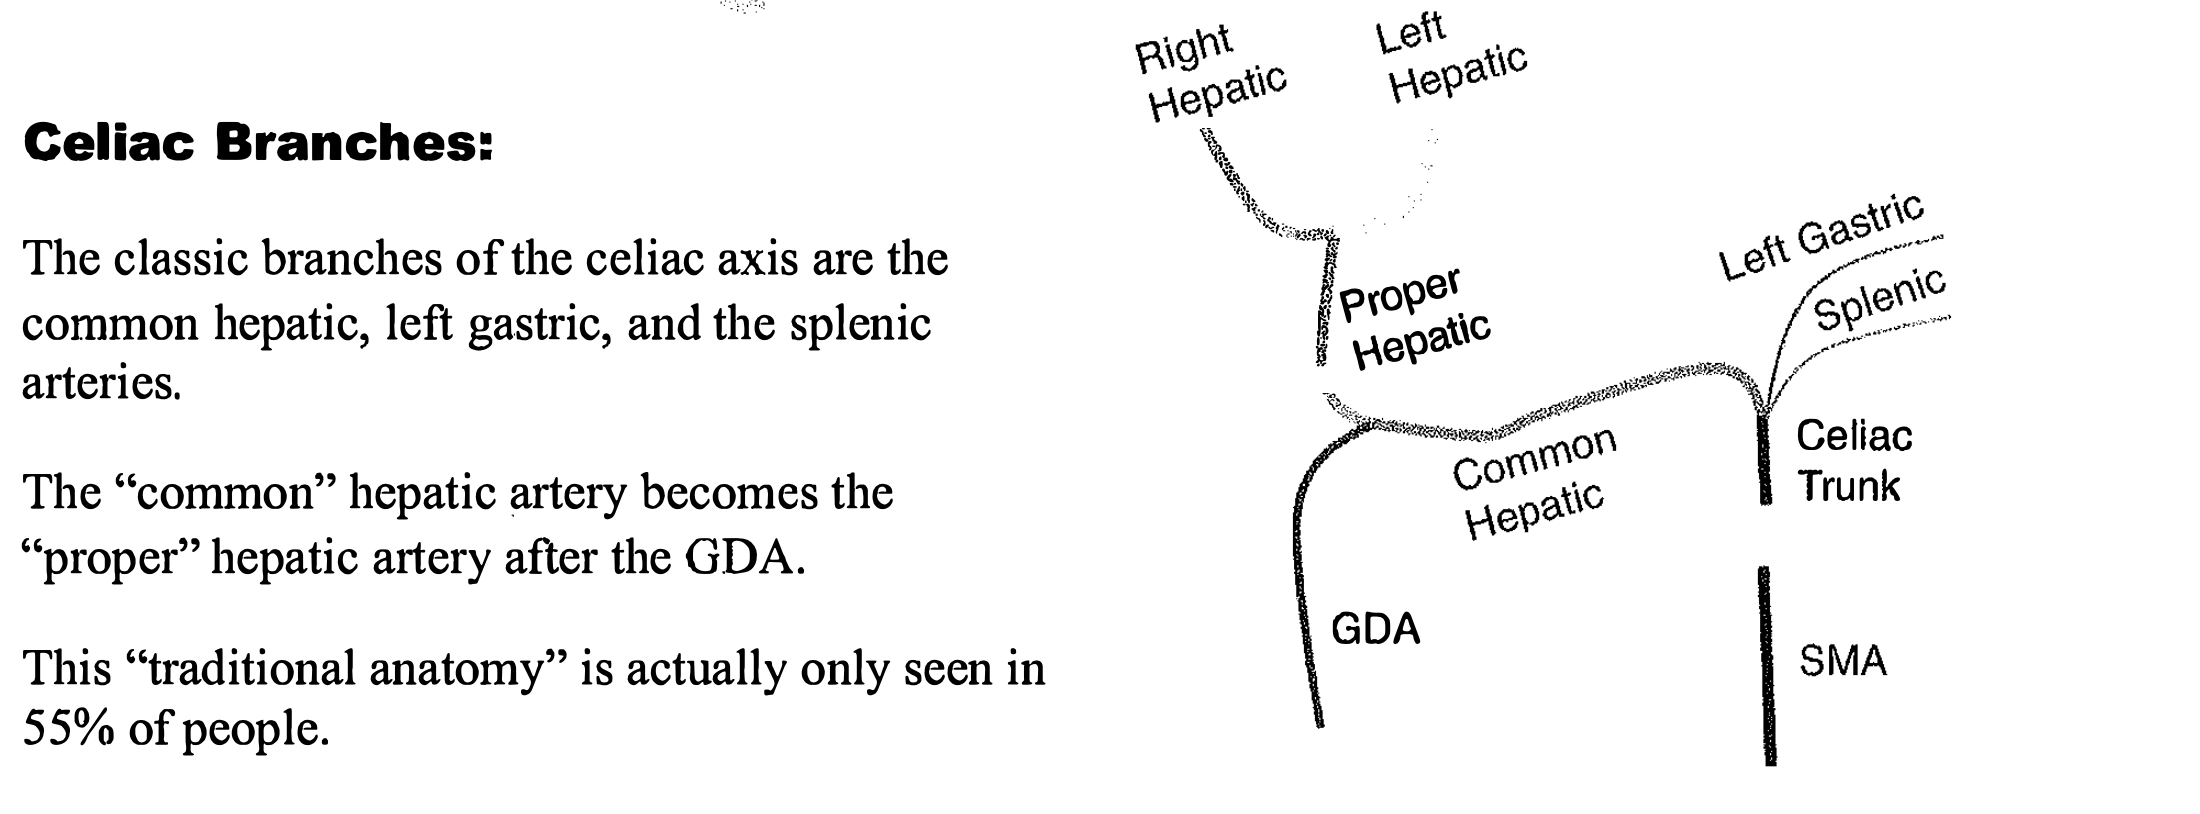 Celiac Branches:
The classic branches of the celiac axis are the
common hepatic, left gastric, and the splenic
arteries.
The “common” hepatic artery becomes the
“proper” hepatic artery after the GDA.
This “traditional anatomy” is actually only seen in
55% of people.
Right
Hepatic
Left
Hepatic
Proper
Hepatic
Left Gastric
Splenic
Common
Hepatic
Celiac
Trunk
GDA
SMA